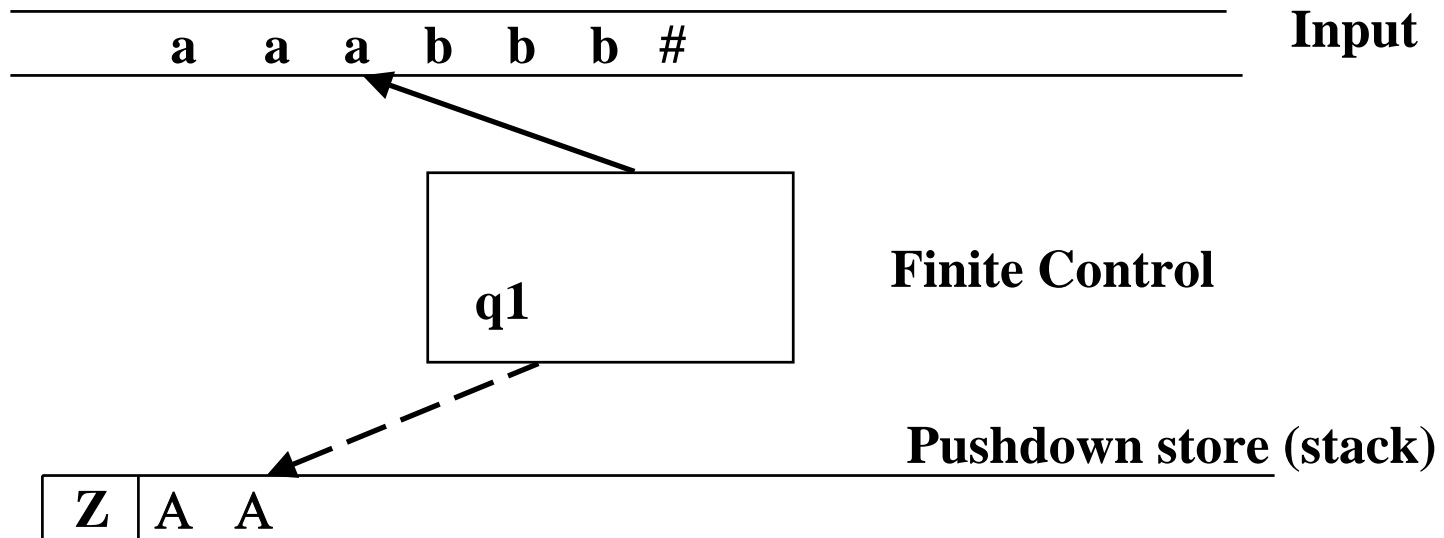 a a a b b b #
Input
q1
Finite Control
Pushdown store (stack)
Z A A